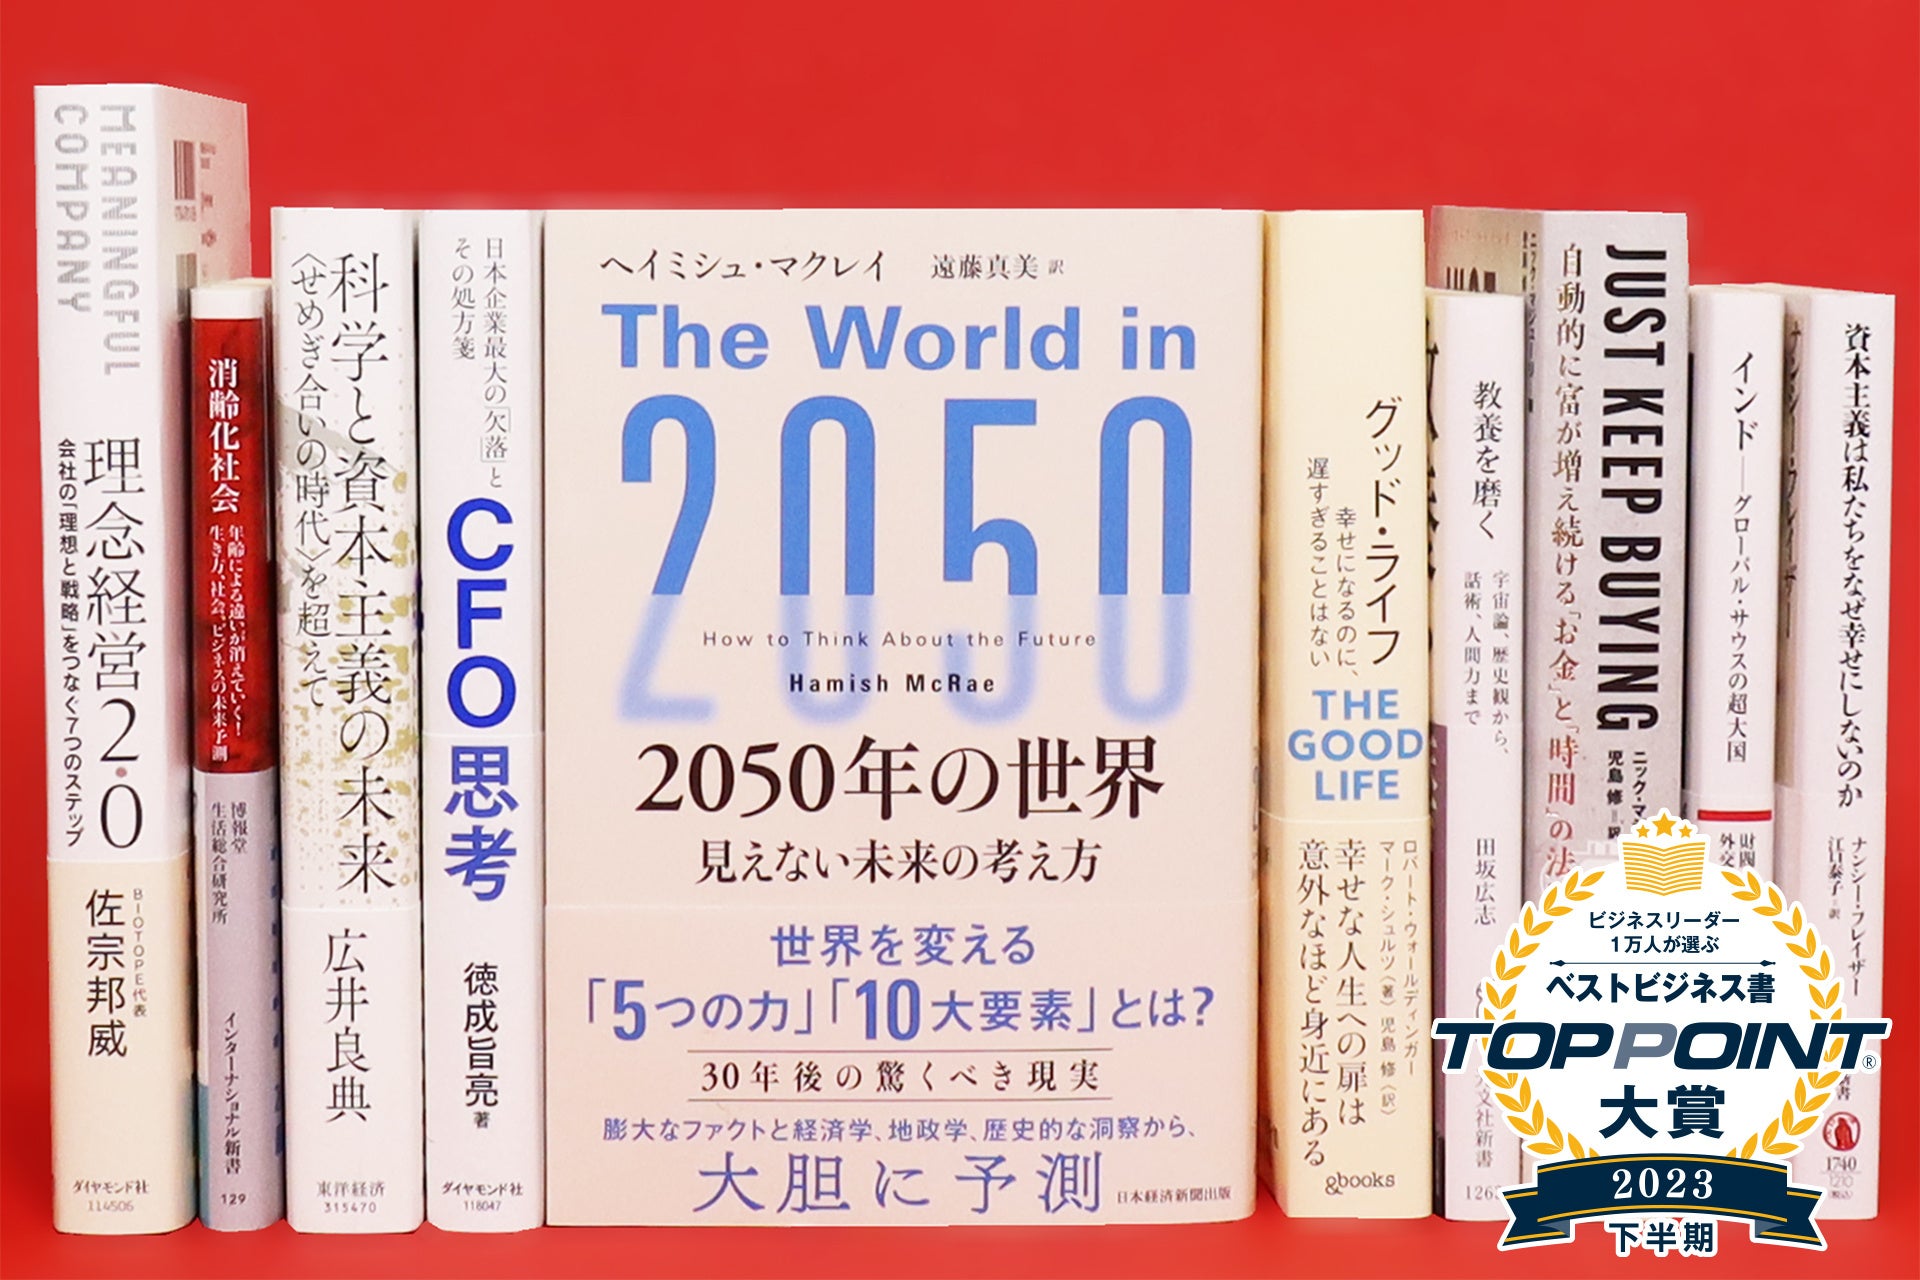 MEANINGFUL
COMPANY
理念経営2.0
会社の「理想と戦略」をつなぐ7つのステップ
BIOTOPE代表
佐宗邦威
ダイヤモンド社
114506
消齢化社会
年齢による違いが消えていく!
生き方、社会、ビジネスの未来予測
博報堂
生活総合研究所
インターナショナル新書
129
科学と資本主義の未来
〈せめぎ合いの時代〉を超えて
広井良典
東洋経済
315470
日本企業最大の「欠落」と
その処方箋
CFO思考
徳成旨亮 著
ダイヤモンド社
118047
ヘイミシュ・マクレイ 遠藤真美 訳
The World in
2050
How to Think About the Future
Hamish McRae
2050年の世界
見えない未来の考え方
世界を変える
「5つの力」「10大要素」とは?
30年後の驚くべき現実
膨大なファクトと経済学、地政学、歴史的な洞察から、
大胆に予測
日本経済新聞出版
グッド・ライフ
幸せになるのに、
遅すぎることはない
THE
GOOD
LIFE
ロバート・ウォールディンガー
マーク・シュルツ(著) 児島 修(訳)
幸せな人生への扉は
意外なほど身近にある
&books
教養を磨く
宇宙論、歴史観から、
話術、人間力まで
田坂広志
文社新書
JUST KEEP BUYING
自動的に富が増え続ける「お金」と「時間」の法
ニック・マ
児島 修=訳
インド―グローバル・サウスの超大国
資本主義は私たちをなぜ幸せにしないのか
ナンシー・フレイザー
江口泰子=訳
書
1740
1210
(税込)
ビジネスリーダー
1万人が選ぶ
ベストビジネス書
TOPPOINT®
大賞
2023
下半期